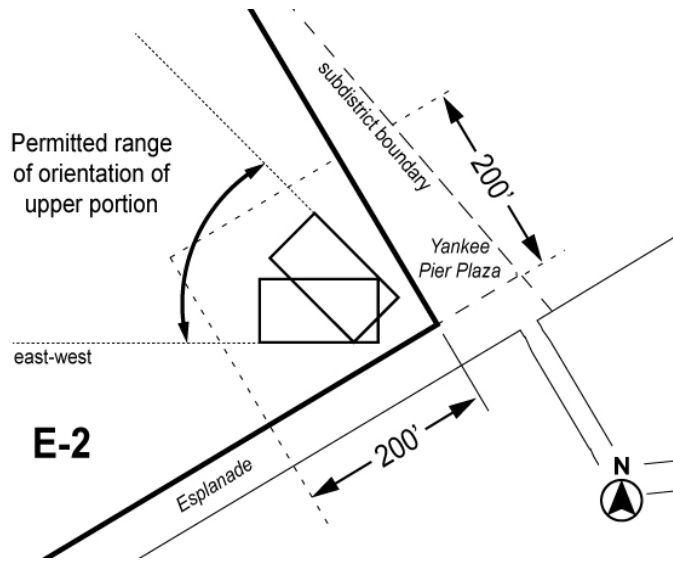 subdistrict boundary
Permitted range
of orientation of
upper portion
200'
Yankee
Pier Plaza
east-west
E-2
200'
Esplanade
N